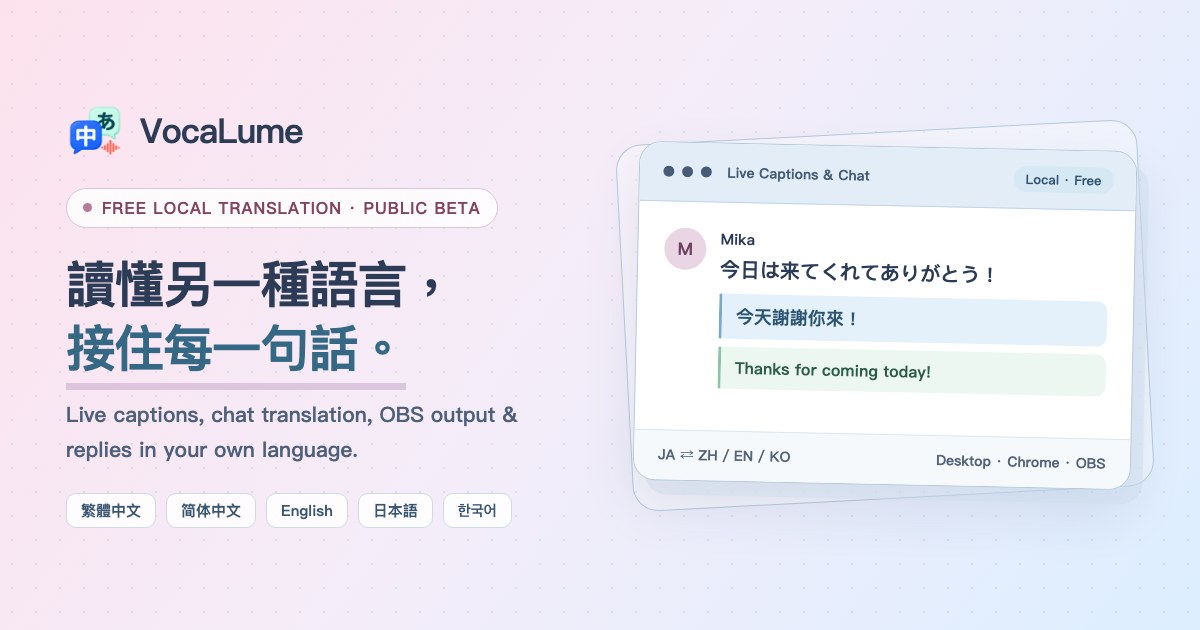 中 あ
VocaLume
FREE LOCAL TRANSLATION · PUBLIC BETA
讀懂另一種語言，
接住每一句話。
Live captions, chat translation, OBS output &
replies in your own language.
繁體中文 简体中文 English 日本語 한국어
Live Captions & Chat Local · Free
M Mika
今日は来てくれてありがとう！
今天謝謝你來！
Thanks for coming today!
JA ⇄ ZH / EN / KO Desktop · Chrome · OBS